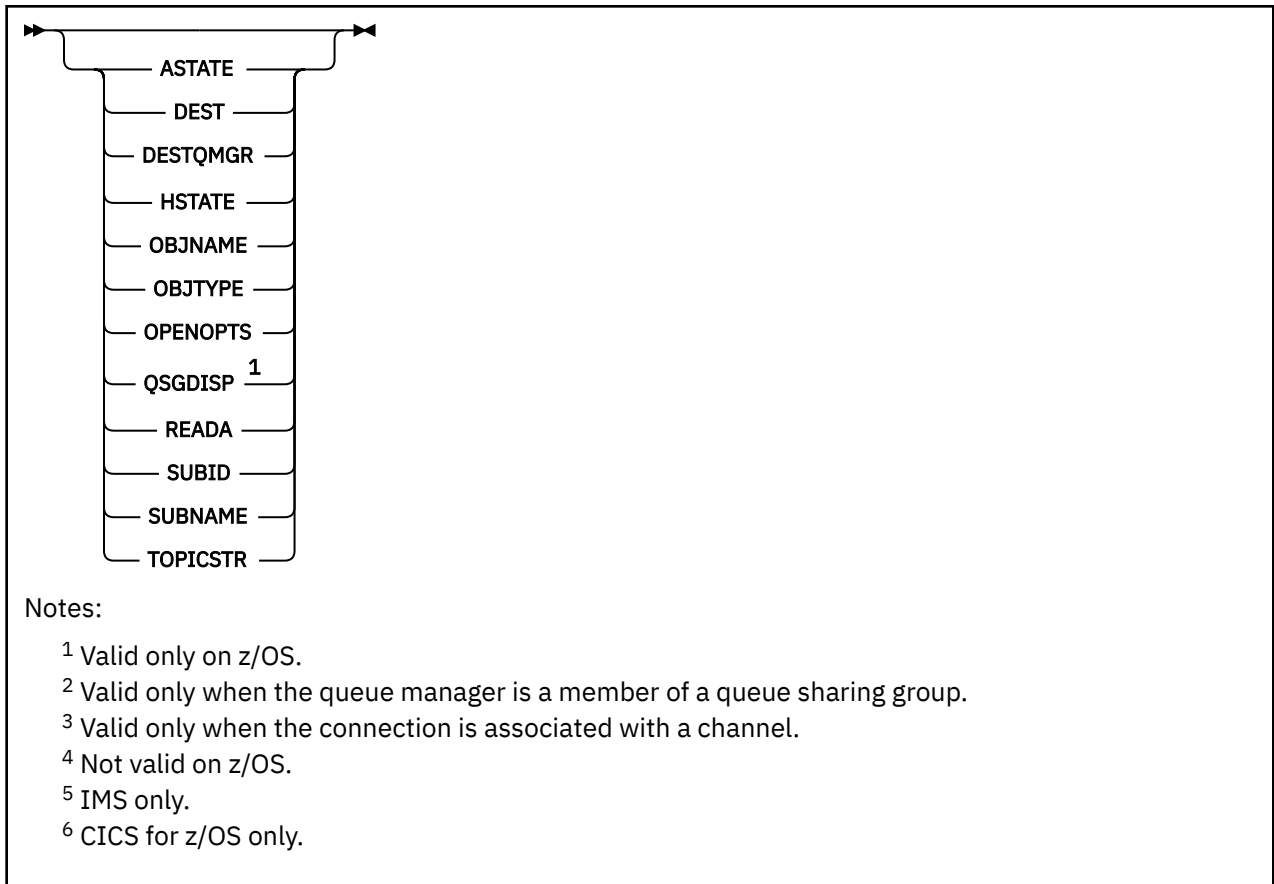 ASTATE
DEST
DESTQMGR
HSTATE
OBJNAME
OBJTYPE
OPENOPTS
QSGDISP 1
READA
SUBID
SUBNAME
TOPICSTR
Notes:
1 Valid only on z/OS.
2 Valid only when the queue manager is a member of a queue sharing group.
3 Valid only when the connection is associated with a channel.
4 Not valid on z/OS.
5 IMS only.
6 CICS for z/OS only.